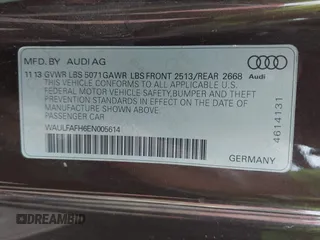 MFD. BY AUDI AG
11 13 GVWR LBS 5071 GAWR LBS FRONT 2513/REAR 2668 Audi
THIS VEHICLE CONFORMS TO ALL APPLICABLE U.S.
FEDERAL MOTOR VEHICLE SAFETY, BUMPER AND THEFT
PREVENTION STANDARDS IN EFFECT ON THE DATE OF
MANUFACTURE SHOWN ABOVE.
PASSENGER CAR
WAULFAFH6EN005614
GERMANY
4614131
DREAMBID